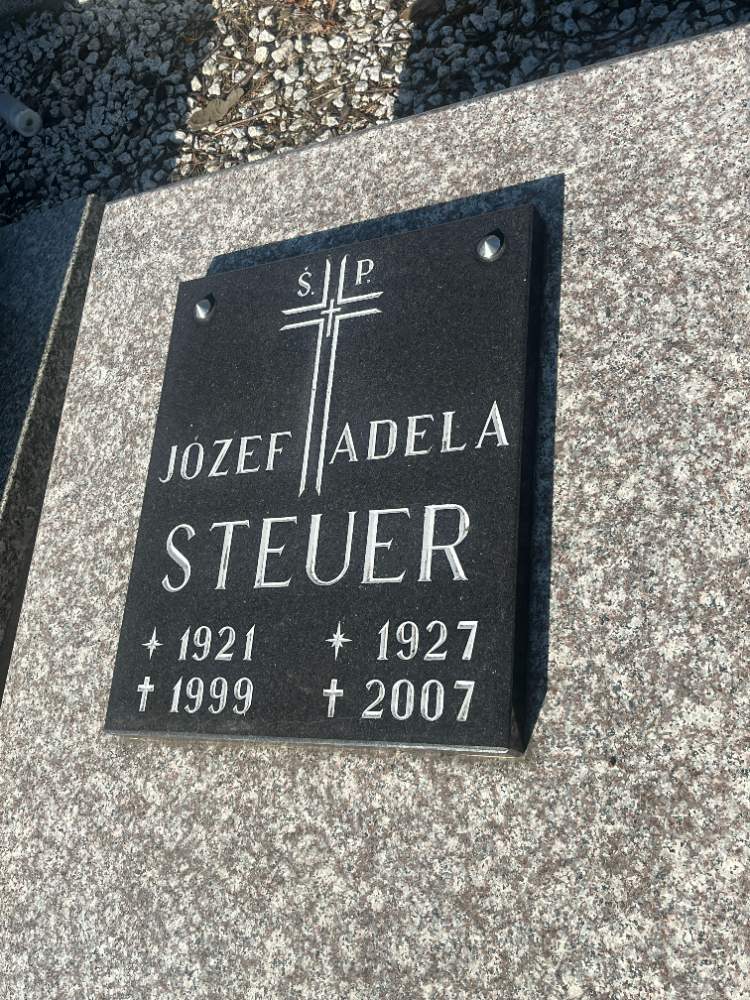 Ś. P.
JÓZEF ADELA
STEUER
1921 1927
1999 2007